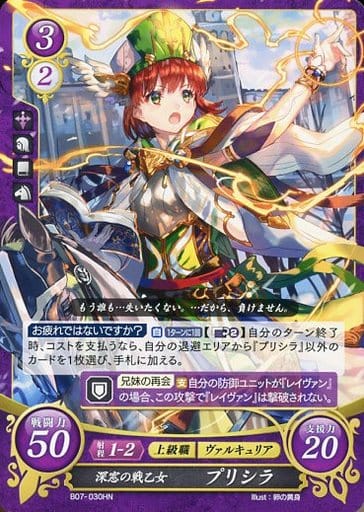 3
2
もう誰も…失いたくない。…だから、負けません。
お疲れではないですか? 自 1ターンに1回 【 2】自分のターン終了
時、コストを支払うなら、自分の退避エリアから『プリシラ』以外の
カードを1枚選び、手札に加える。
兄妹の再会 支 自分の防御ユニットが『レイヴァン』
の場合、この攻撃で『レイヴァン』は撃破されない。
戦闘力
50
射程 1-2
上級職
ヴァルキュリア
支援力
20
深窓の戦乙女 プリシラ
B07-030HN
Illust:卵の黄身